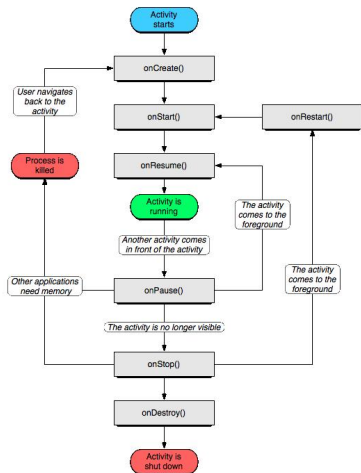 Activity
starts
onCreate()
User navigates
back to the
activity
onStart()
onRestart()
Process is
killed
onResume()
Activity is
running
The activity
comes to the
foreground
Another activity comes
in front of the activity
The activity
comes to the
foreground
Other applications
need memory
onPause()
The activity is no longer visible
onStop()
onDestroy()
Activity is
shut down